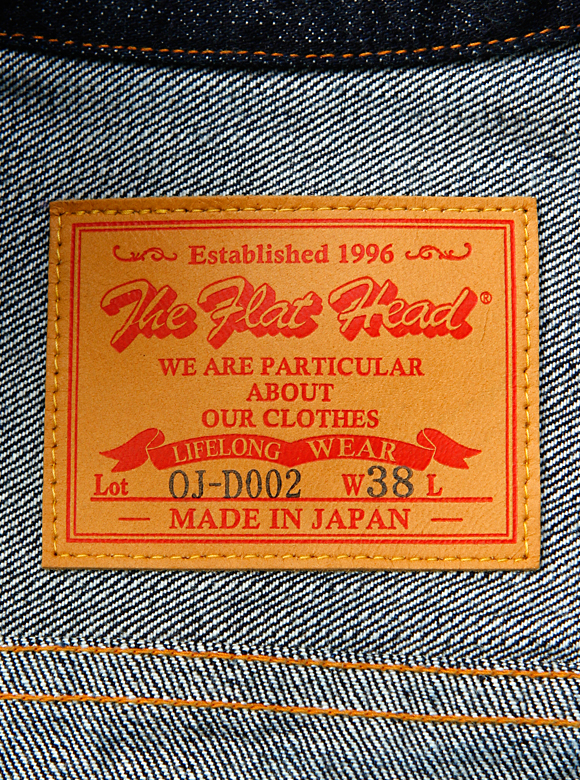 Established 1996
The Flat Head®
WE ARE PARTICULAR
ABOUT
OUR CLOTHES
LIFELONG WEAR
Lot OJ-D002 W38 L
— MADE IN JAPAN —